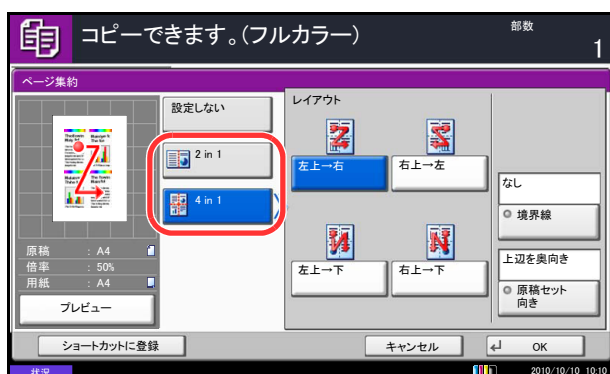 コピーできます。(フルカラー)
部数
1
ページ集約
設定しない
2 in 1
4 in 1
レイアウト
左上→右
右上→左
左上→下
右上→下
なし
境界線
上辺を奥向き
原稿セット
向き
原稿 : A4
倍率 : 50%
用紙 : A4
プレビュー
ショートカットに登録
キャンセル
OK
状況
2010/10/10 10:10